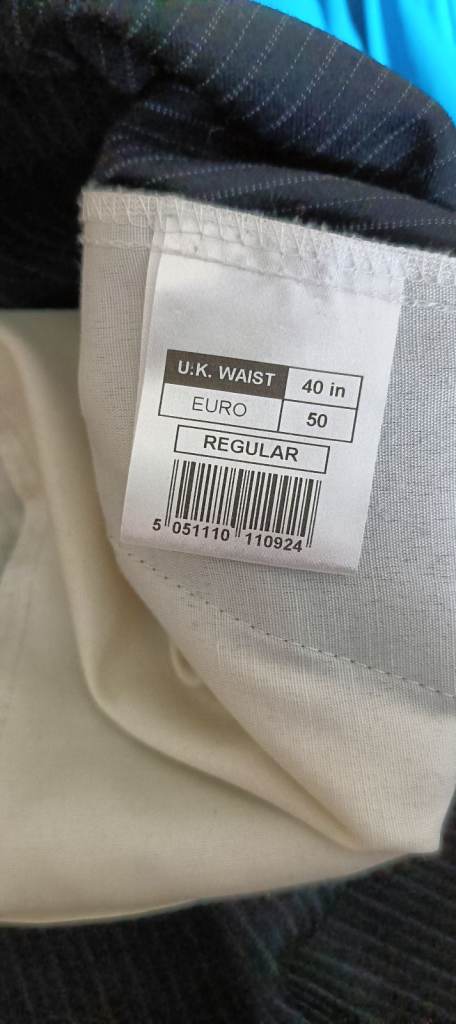 U.K. WAIST 40 in
EURO 50
REGULAR
5 051110 110924